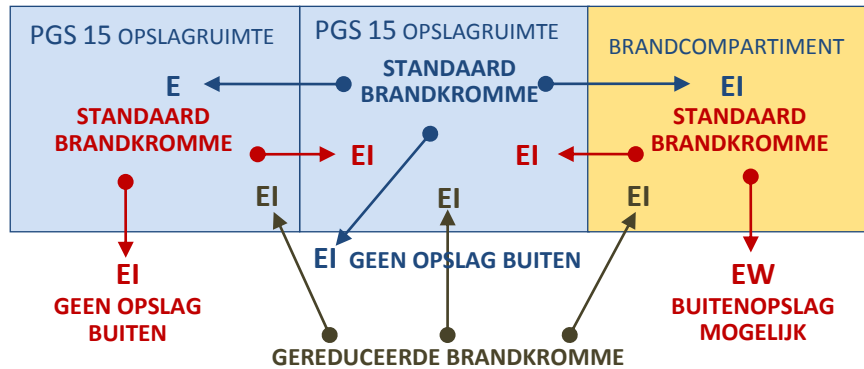 PGS 15 OPSLAGRUIMTE
PGS 15 OPSLAGRUIMTE
BRANDCOMPARTIMENT
STANDAARD
BRANDKROMME
E
EI
STANDAARD
BRANDKROMME
STANDAARD
BRANDKROMME
EI
EI
EI
EI
EI
EI GEEN OPSLAG BUITEN
EI
GEEN OPSLAG
BUITEN
EW
BUITENOPSLAG
MOGELIJK
GEREDUCEERDE BRANDKROMME